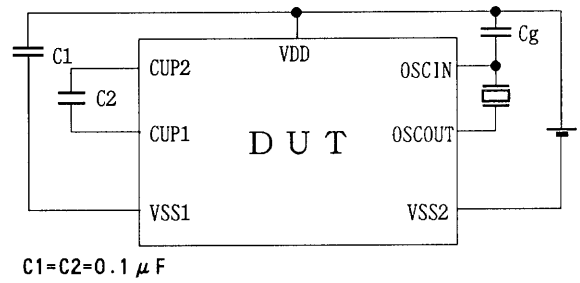 C1
VDD
Cg
CUP2
OSCIN
C2
CUP1
DUT
OSCOUT
VSS1
VSS2
C1=C2=0.1μF